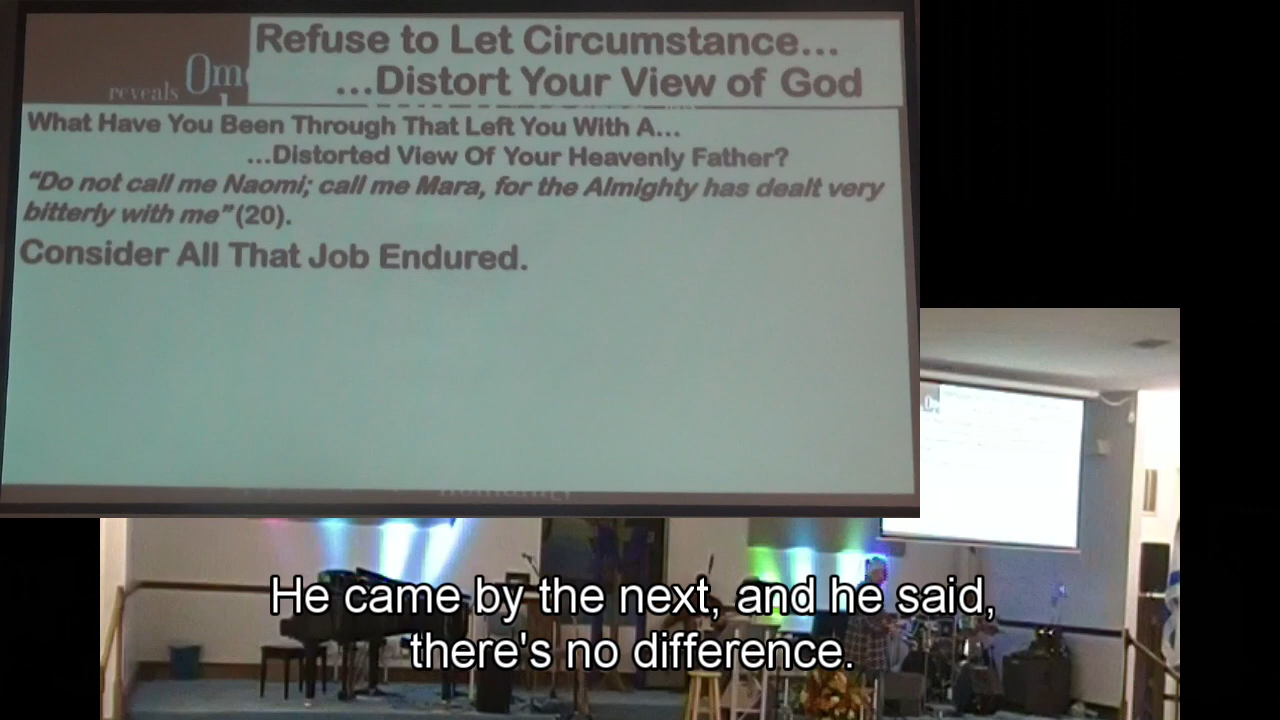 Refuse to Let Circumstance...
...Distort Your View of God
reveals Om
What Have You Been Through That Left You With A...
...Distorted View Of Your Heavenly Father?
"Do not call me Naomi; call me Mara, for the Almighty has dealt very
bitterly with me" (20).
Consider All That Job Endured.
He came by the next, and he said,
there's no difference.